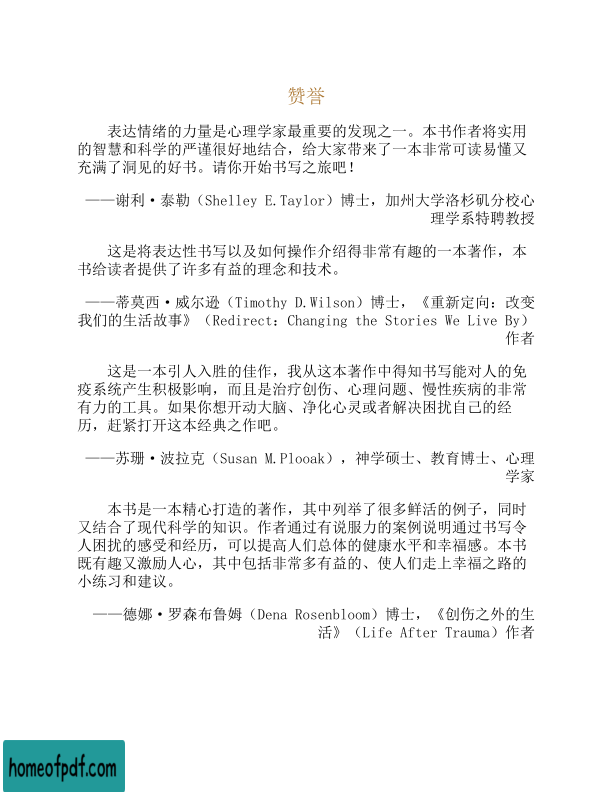 赞誉
表达情绪的力量是心理学家最重要的发现之一。本书作者将实用
的智慧和科学的严谨很好地结合，给大家带来了一本非常可读易懂又
充满了洞见的好书。请你开始书写之旅吧！
——谢利·泰勒（Shelley E.Taylor）博士，加州大学洛杉矶分校心
理学系特聘教授
这是将表达性书写以及如何操作介绍得非常有趣的一本著作，本
书给读者提供了许多有益的理念和技术。
——蒂莫西·威尔逊（Timothy D.Wilson）博士，《重新定向：改变
我们的生活故事》（Redirect：Changing the Stories We Live By）
作者
这是一本引人入胜的佳作，我从这本著作中得知书写能对人的免
疫系统产生积极影响，而且是治疗创伤、心理问题、慢性疾病的非常
有力的工具。如果你想开动大脑、净化心灵或者解决困扰自己的经
历，赶紧打开这本经典之作吧。
——苏珊·波拉克（Susan M.Plooak），神学硕士、教育博士、心理
学家
本书是一本精心打造的著作，其中列举了很多鲜活的例子，同时
又结合了现代科学的知识。作者通过有说服力的案例说明通过书写令
人困扰的感受和经历，可以提高人们总体的健康水平和幸福感。本书
既有趣又激励人心，其中包括非常多有益的、使人们走上幸福之路的
小练习和建议。
——德娜·罗森布鲁姆（Dena Rosenbloom）博士，《创伤之外的生
活》（Life After Trauma）作者
homeofpdf.com